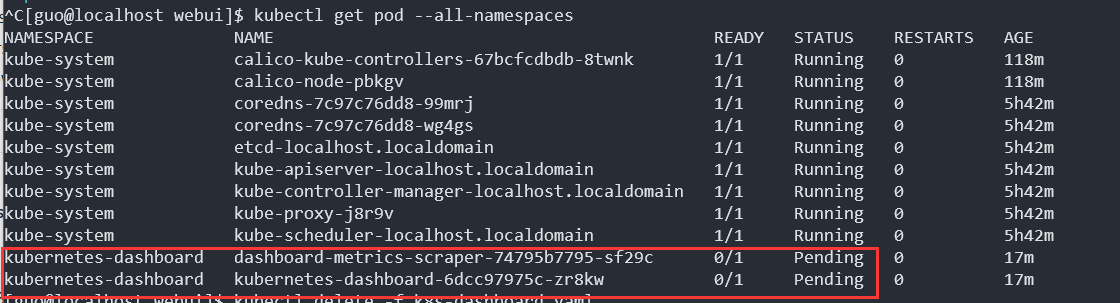 ^C[guo@localhost webui]$ kubectl get pod --all-namespaces
NAMESPACE NAME READY STATUS RESTARTS AGE
kube-system calico-kube-controllers-67bcfcdbdb-8twnk 1/1 Running 0 118m
kube-system calico-node-pbkgv 1/1 Running 0 118m
kube-system coredns-7c97c76dd8-99mrj 1/1 Running 0 5h42m
kube-system coredns-7c97c76dd8-wg4gs 1/1 Running 0 5h42m
kube-system etcd-localhost.localdomain 1/1 Running 0 5h42m
kube-system kube-apiserver-localhost.localdomain 1/1 Running 0 5h42m
kube-system kube-controller-manager-localhost.localdomain 1/1 Running 0 5h42m
kube-system kube-proxy-j8r9v 1/1 Running 0 5h42m
kube-system kube-scheduler-localhost.localdomain 1/1 Running 0 5h42m
kubernetes-dashboard dashboard-metrics-scraper-74795b7795-sf29c 0/1 Pending 0 17m
kubernetes-dashboard kubernetes-dashboard-6dcc97975c-zr8kw 0/1 Pending 0 17m
[guo@localhost webui]$ kubectl delete -f k8s-dashboard.yaml